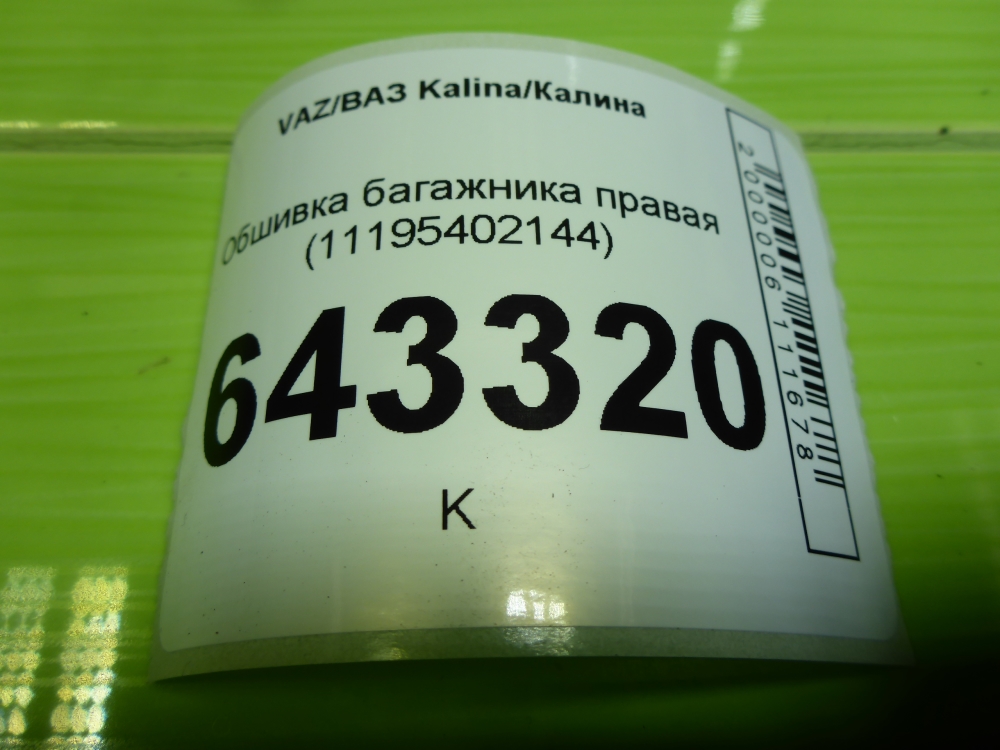 VAZ/ВАЗ Kalina/Калина
Обшивка багажника правая
(11195402144)
643320
К
2000006111678